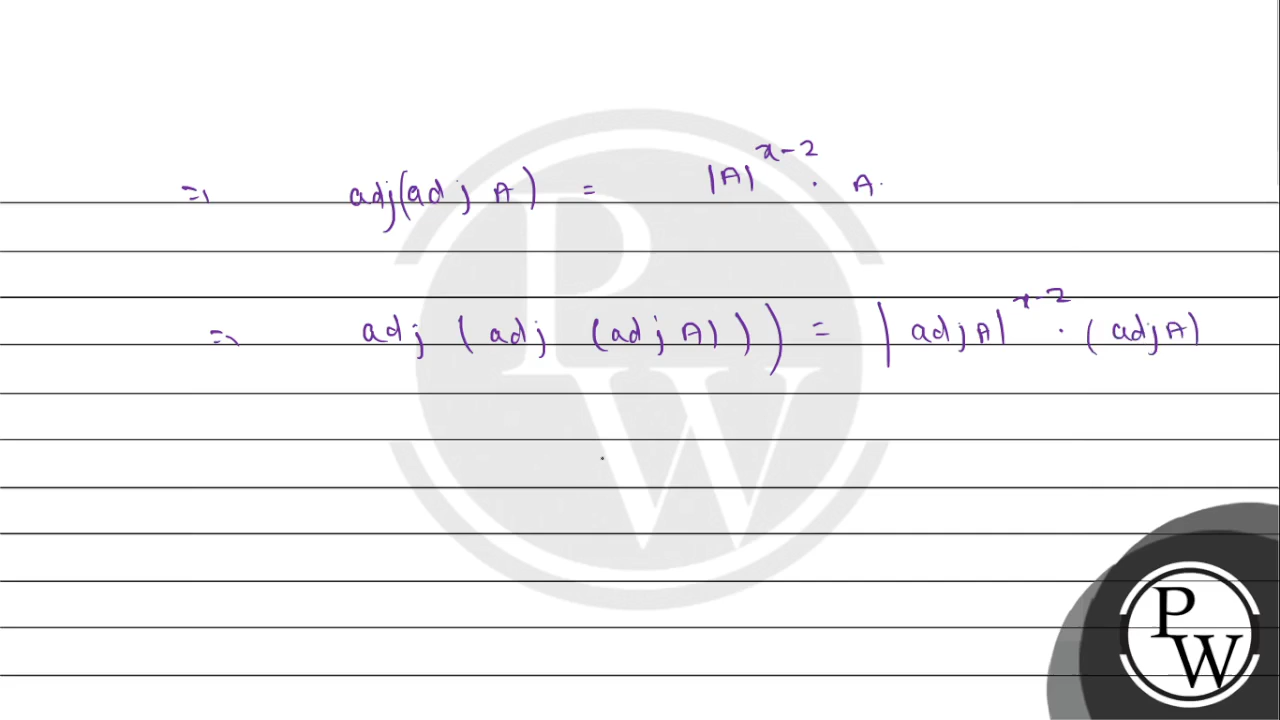 ⇒ adj(adj A) = |A|^{x-2} . A.
⇒ adj (adj (adj A))) = |adj A|^{x-2} . (adj A)
P
W
P
W